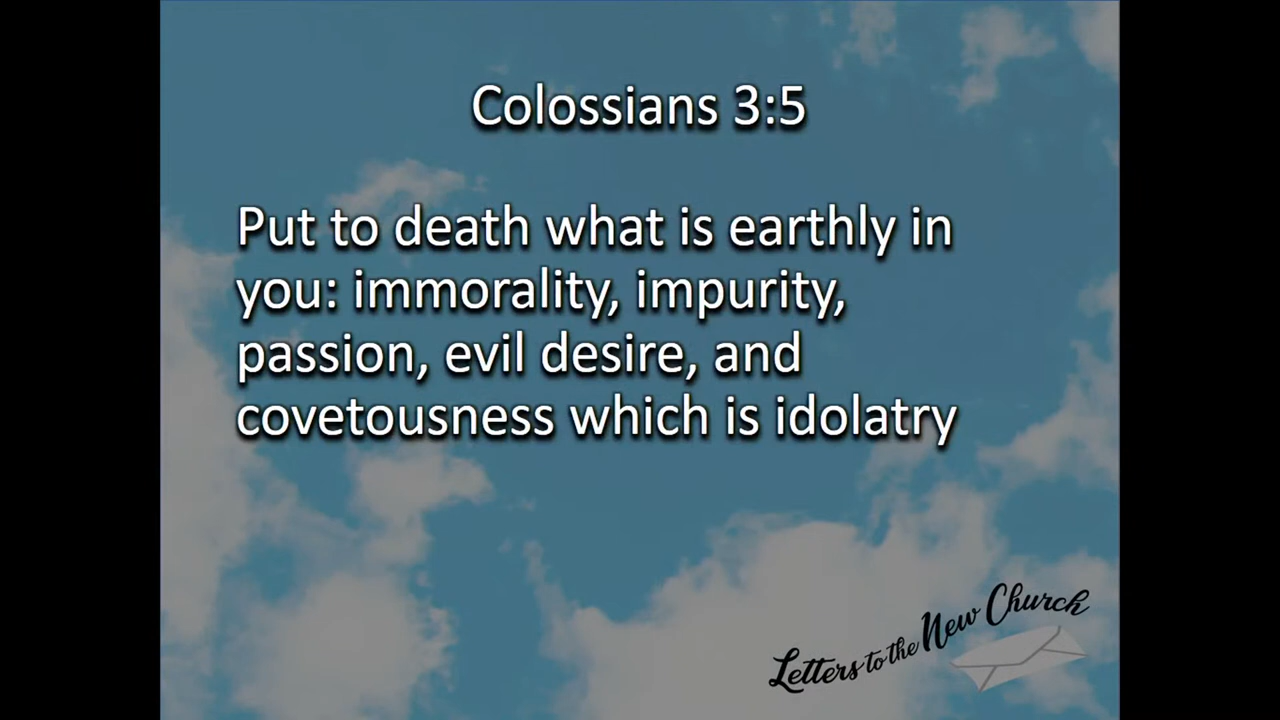 Colossians 3:5
Put to death what is earthly in
you: immorality, impurity,
passion, evil desire, and
covetousness which is idolatry
Letters to the New Church